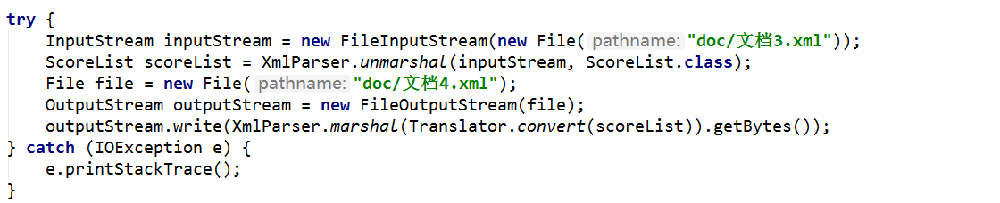 try {
    InputStream inputStream = new FileInputStream(new File( pathname: "doc/文档3.xml"));
    ScoreList scoreList = XmlParser.unmarshal(inputStream, ScoreList.class);
    File file = new File( pathname: "doc/文档4.xml");
    OutputStream outputStream = new FileOutputStream(file);
    outputStream.write(XmlParser.marshal(Translator.convert(scoreList)).getBytes());
} catch (IOException e) {
    e.printStackTrace();
}